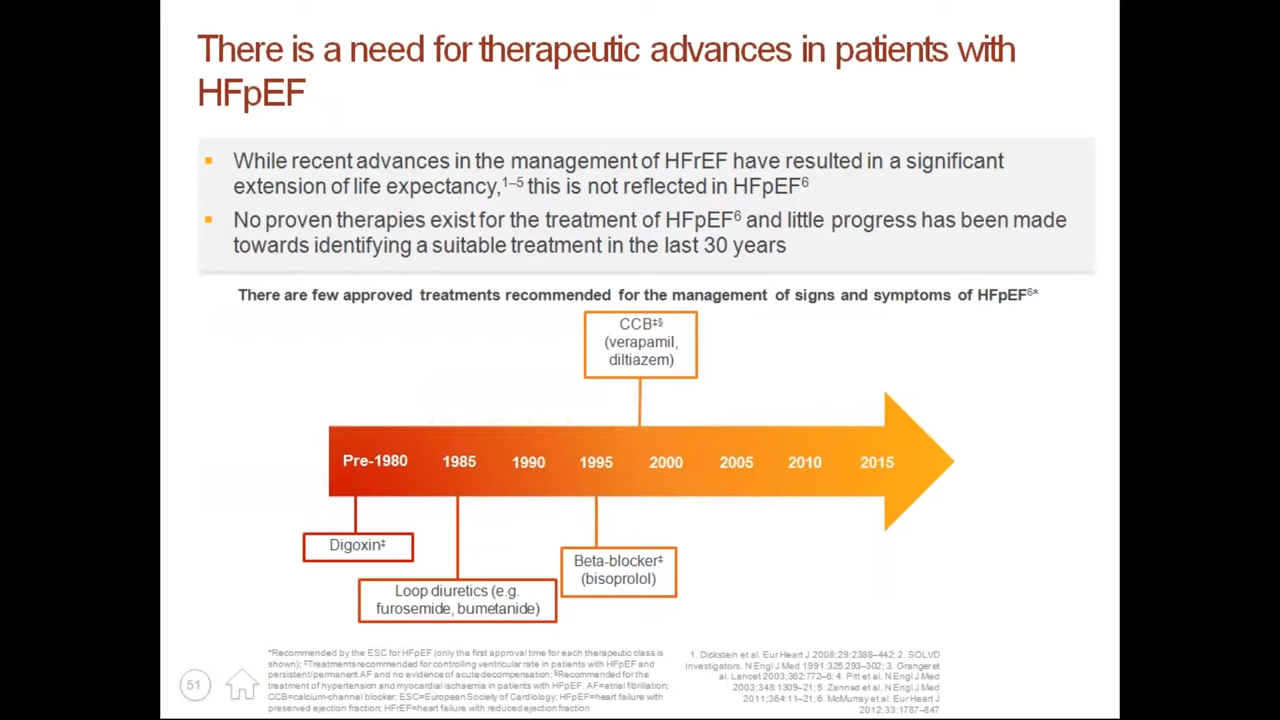 There is a need for therapeutic advances in patients with
HFpEF
▪ While recent advances in the management of HFrEF have resulted in a significant
extension of life expectancy,¹⁻⁵ this is not reflected in HFpEF⁶
▪ No proven therapies exist for the treatment of HFpEF⁶ and little progress has been made
towards identifying a suitable treatment in the last 30 years
There are few approved treatments recommended for the management of signs and symptoms of HFpEF⁶*
CCB‡§
(verapamil,
diltiazem)
Pre-1980 1985 1990 1995 2000 2005 2010 2015
Digoxin‡
Beta-blocker‡
(bisoprolol)
Loop diuretics (e.g.
furosemide, bumetanide)
51
*Recommended by the ESC for HFpEF (only the first approval time for each therapeutic class is
shown); ‡Treatments recommended for controlling ventricular rate in patients with HFpEF and
persistent/permanent AF and no evidence of acute decompensation; §Recommended for the
treatment of hypertension and myocardial ischaemia in patients with HFpEF. AF=atrial fibrillation;
CCB=calcium-channel blocker; ESC=European Society of Cardiology; HFpEF=heart failure with
preserved ejection fraction; HFrEF=heart failure with reduced ejection fraction
1. Dickstein et al. Eur Heart J 2008;29:2388–442; 2. SOLVD
Investigators. N Engl J Med 1991;325:293–302; 3. Granger et
al. Lancet 2003;362:772–6; 4. Pitt et al. N Engl J Med
2003;348:1309–21; 5. Zannad et al. N Engl J Med
2011;364:11–21; 6. McMurray et al. Eur Heart J
2012;33:1787–847